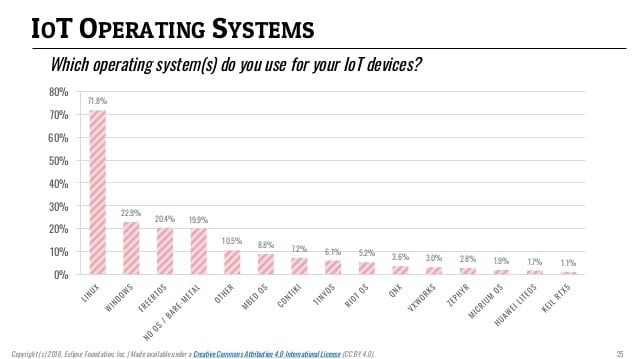 IoT Operating Systems
Which operating system(s) do you use for your IoT devices?
80%
70%
60%
50%
40%
30%
20%
10%
0%
71.8%
22.9%
20.4%
19.9%
10.5%
8.8%
7.2%
6.1%
5.2%
3.6%
3.0%
2.8%
1.9%
1.7%
1.1%
LINUX
WINDOWS
FREERTOS
NO OS / BARE-METAL
OTHER
MBED OS
CONTIKI
TINYOS
RIOT OS
QNX
VXWORKS
ZEPHYR
MICRIUM OS
HUAWEI LITEOS
KEIL RTX5
Copyright (c) 2018, Eclipse Foundation, Inc. | Made available under a Creative Commons Attribution 4.0 International License (CC BY 4.0).
25